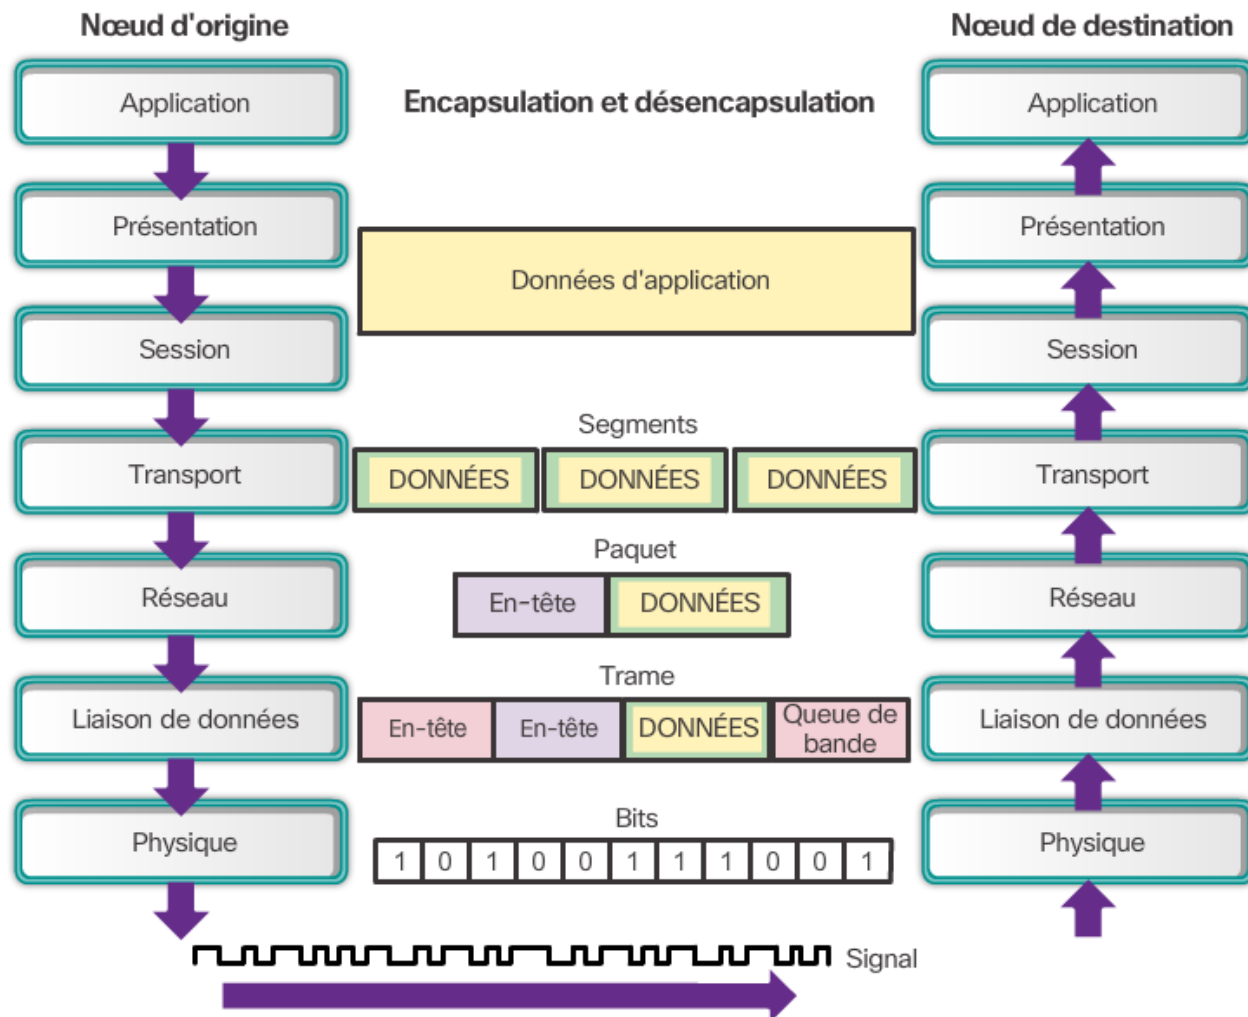 Nœud d'origine
Nœud de destination
Encapsulation et désencapsulation
Application
Application
Présentation
Présentation
Données d'application
Session
Session
Segments
Transport
DONNÉES
DONNÉES
DONNÉES
Transport
Paquet
Réseau
En-tête
DONNÉES
Réseau
Trame
Liaison de données
En-tête
En-tête
DONNÉES
Queue de
bande
Liaison de données
Bits
Physique
1 0 1 0 0 1 1 1 0 0 1
Physique
Signal